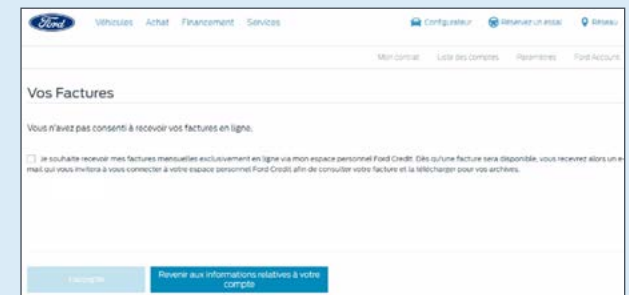 Ford
Véhicules Achat Financement Services
Configurateur Réservez un essai Réseau
Mon contrat Liste des comptes Paramètres Ford Account
Vos Factures
Vous n'avez pas consenti à recevoir vos factures en ligne.
Je souhaite recevoir mes factures mensuelles exclusivement en ligne via mon espace personnel Ford Credit. Dès qu'une facture sera disponible, vous recevrez alors un e-
mail qui vous invitera à vous connecter à votre espace personnel Ford Credit afin de consulter votre facture et la télécharger pour vos archives.
J'accepte
Revenir aux informations relatives à votre
compte